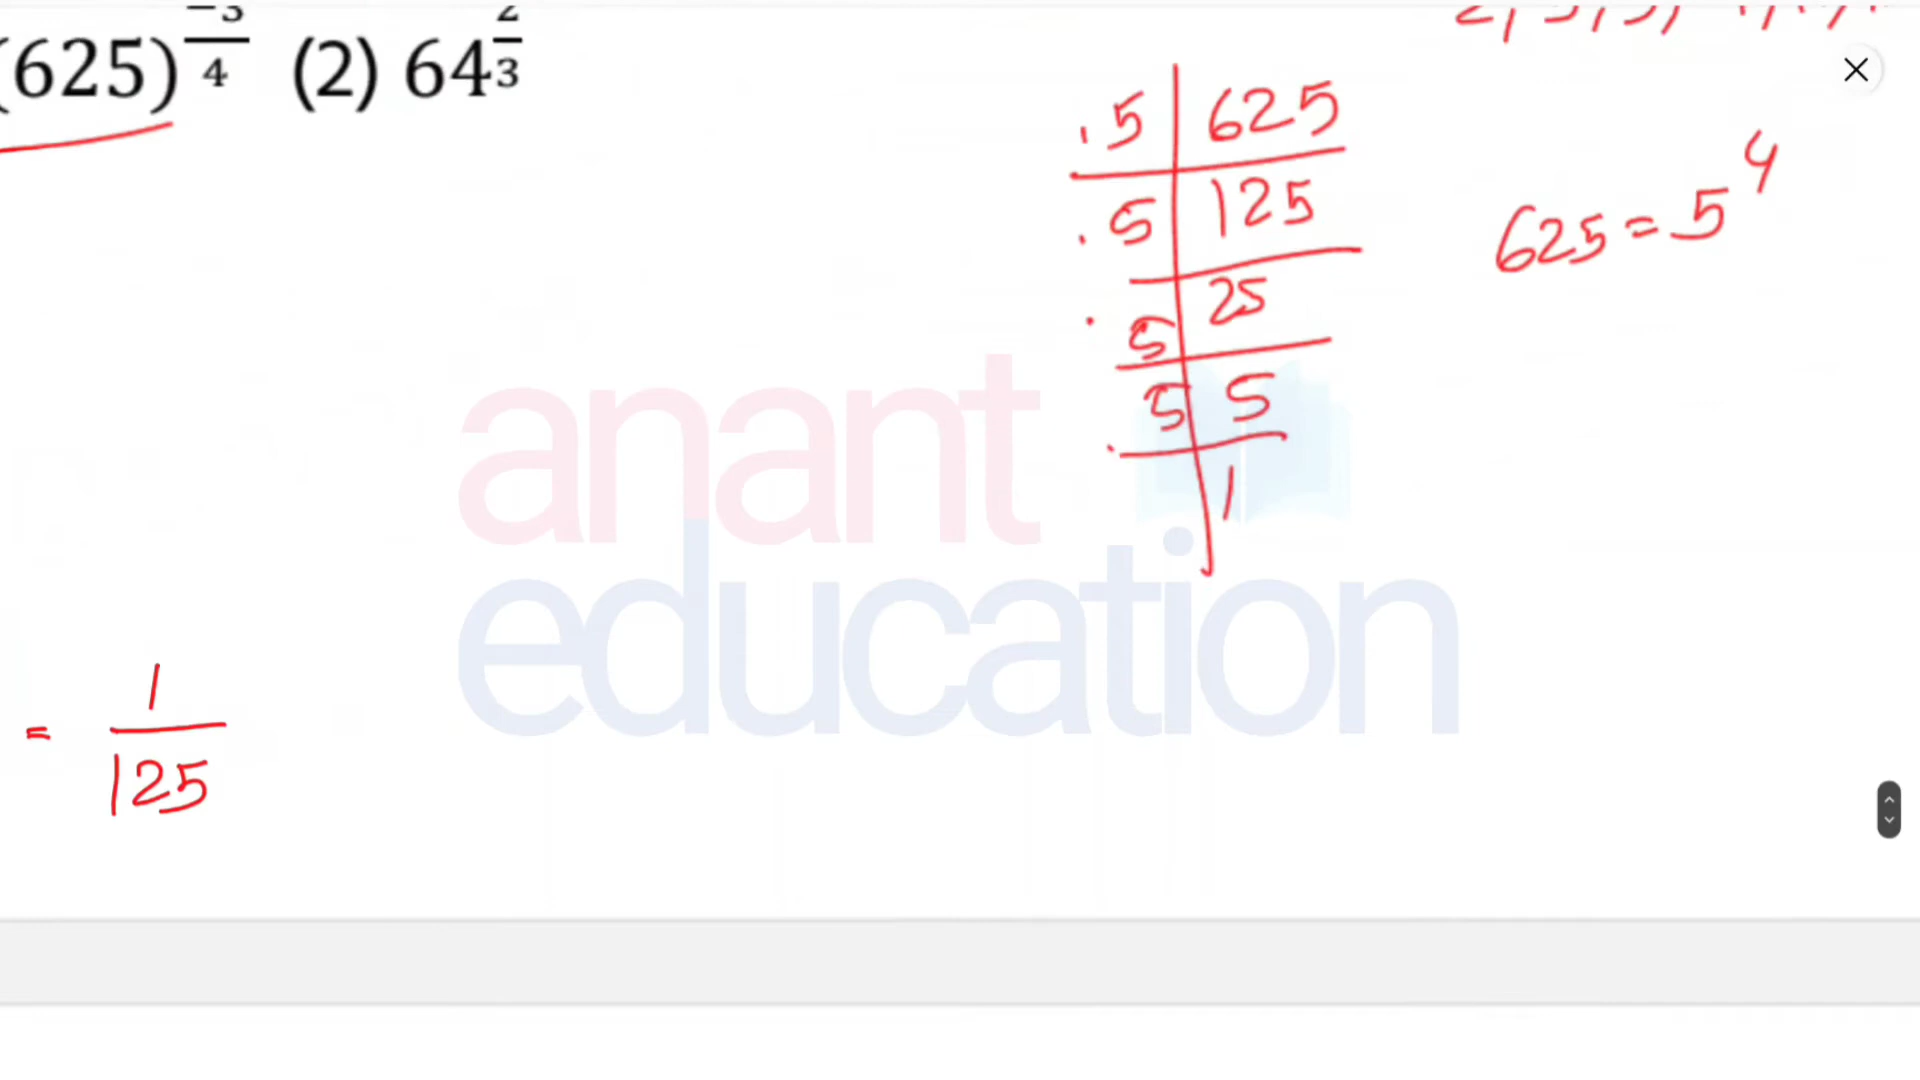 (625)^(-3/4) (2) 64^(2/3)
5 | 625
5 | 125
5 | 25
5 | 5
1
625 = 5^4
anant
education
= 1/125